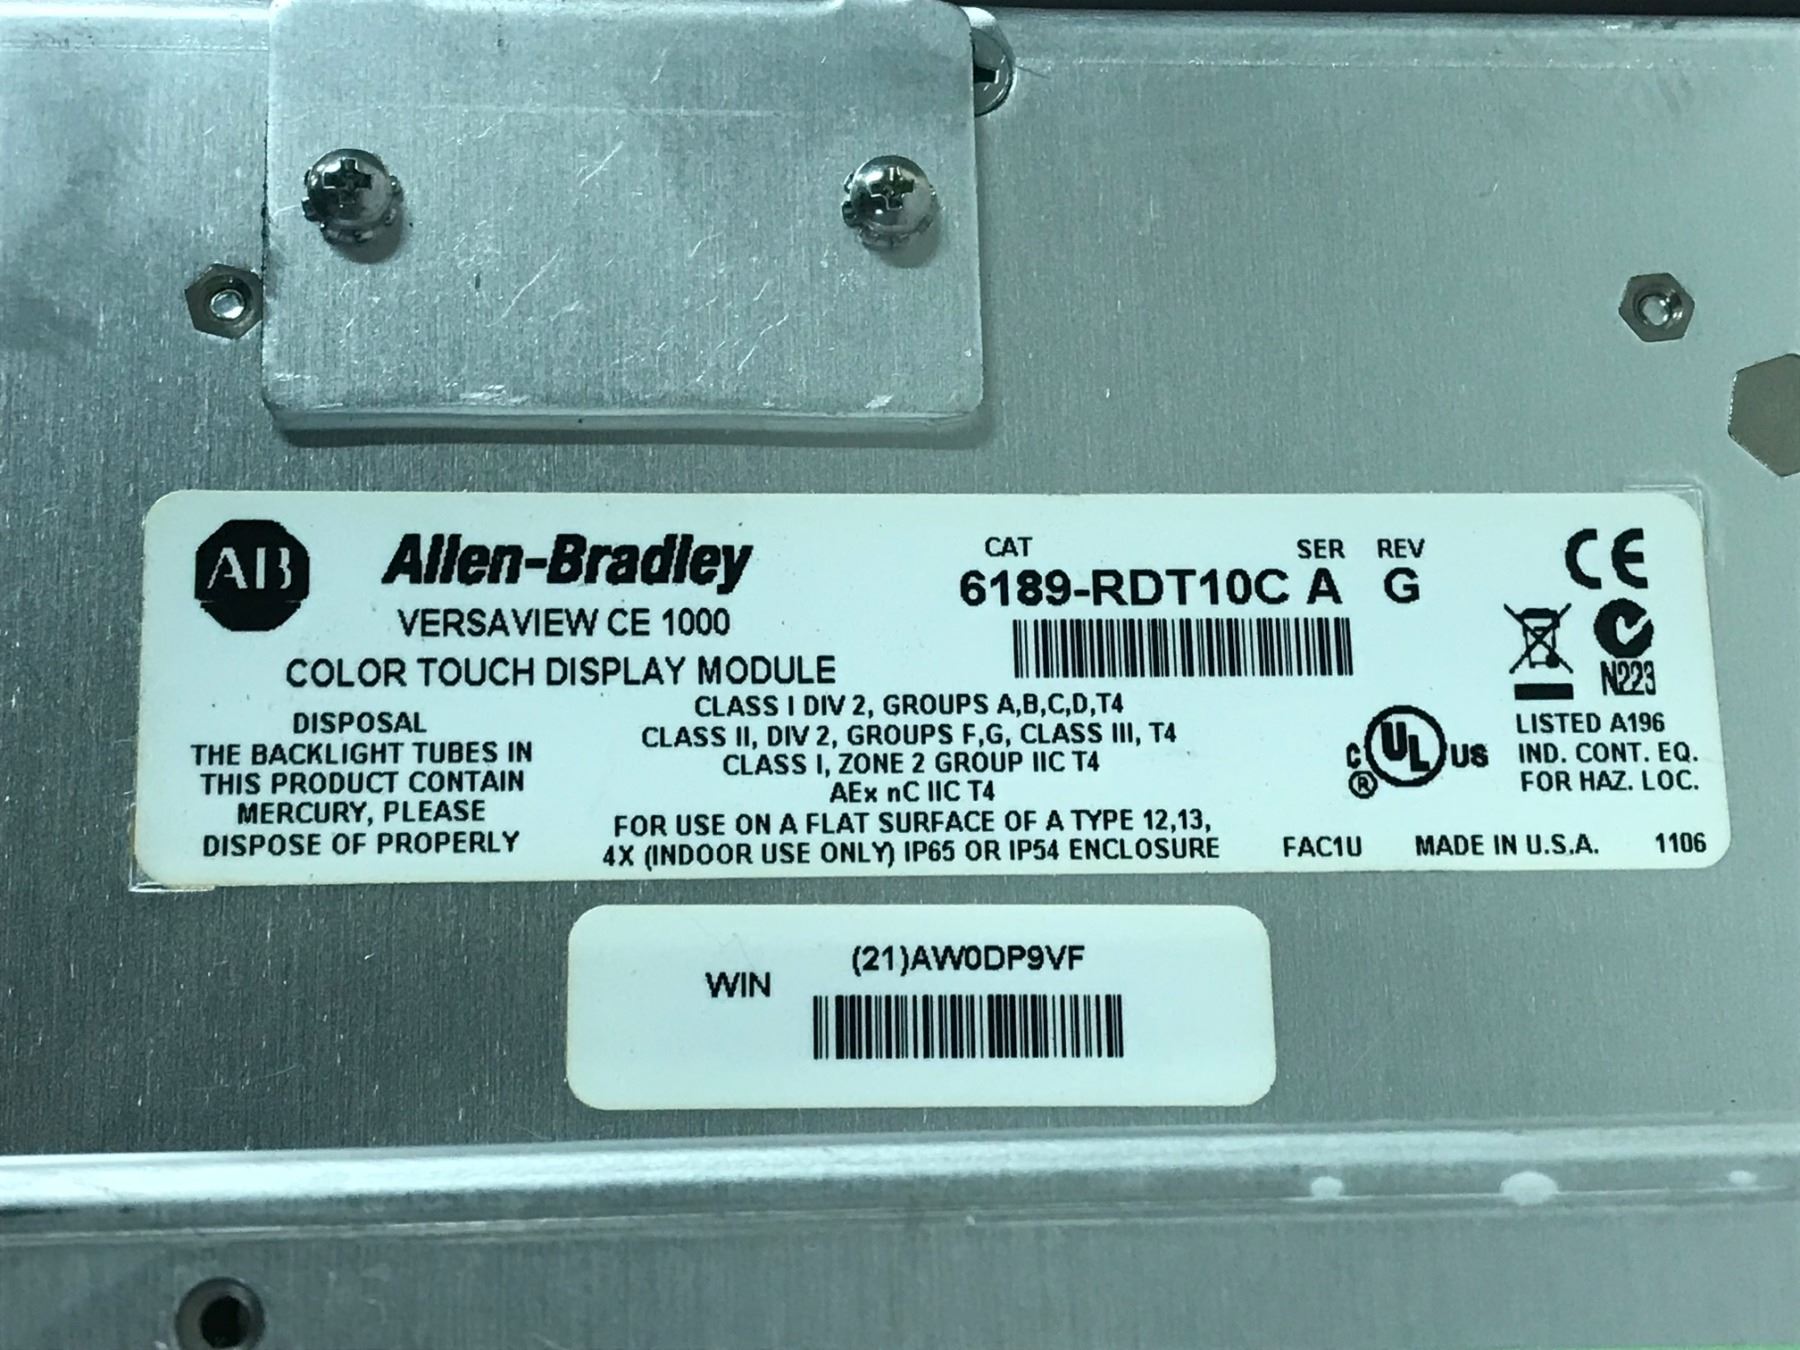 AB Allen-Bradley
VERSAVIEW CE 1000
COLOR TOUCH DISPLAY MODULE
CAT SER REV
6189-RDT10C A G
CE
N223
DISPOSAL
THE BACKLIGHT TUBES IN
THIS PRODUCT CONTAIN
MERCURY, PLEASE
DISPOSE OF PROPERLY
CLASS I DIV 2, GROUPS A,B,C,D,T4
CLASS II, DIV 2, GROUPS F,G, CLASS III, T4
CLASS I, ZONE 2 GROUP IIC T4
AEx nC IIC T4
FOR USE ON A FLAT SURFACE OF A TYPE 12,13,
4X (INDOOR USE ONLY) IP65 OR IP54 ENCLOSURE
C UL US
®
LISTED A196
IND. CONT. EQ.
FOR HAZ. LOC.
FAC1U MADE IN U.S.A. 1106
WIN (21)AW0DP9VF